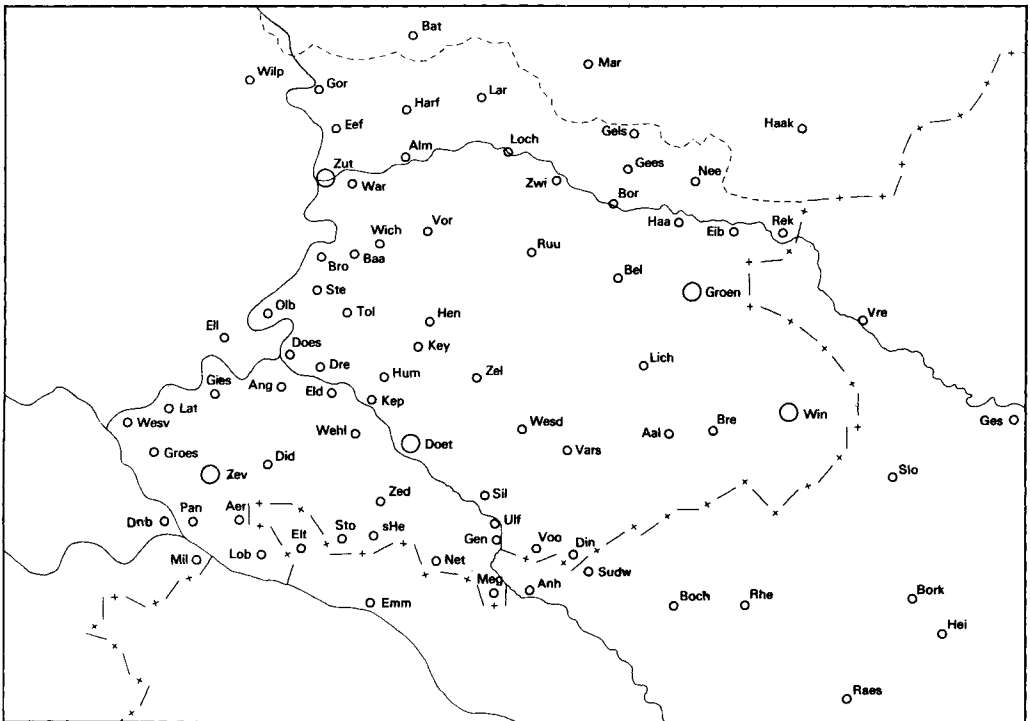 Bat
Mar
Wilp
Gor
Lar
Harf
Eef
Gels
Haak
Loch
Alm
Zut
Gees
Nee
War
Zwi
Bor
Haa
Eib
Rek
Vor
Wich
Ruu
Baa
Bro
Bel
Ste
Groen
Olb
Tol
Hen
Vre
Ell
Does
Key
Lich
Dre
Hum
Zel
Gies
Ang
Eld
Kep
Lat
Win
Wesv
Ges
Wehl
Doet
Wesd
Aal
Bre
Groes
Vars
Did
Zev
Slo
Zed
Sil
Dnb
Pan
Aer
Ulf
Sto
sHe
Gen
Voo
Din
Elt
Lob
Mil
Net
Sudw
Meg
Anh
Emm
Boch
Rhe
Bork
Hei
Raes